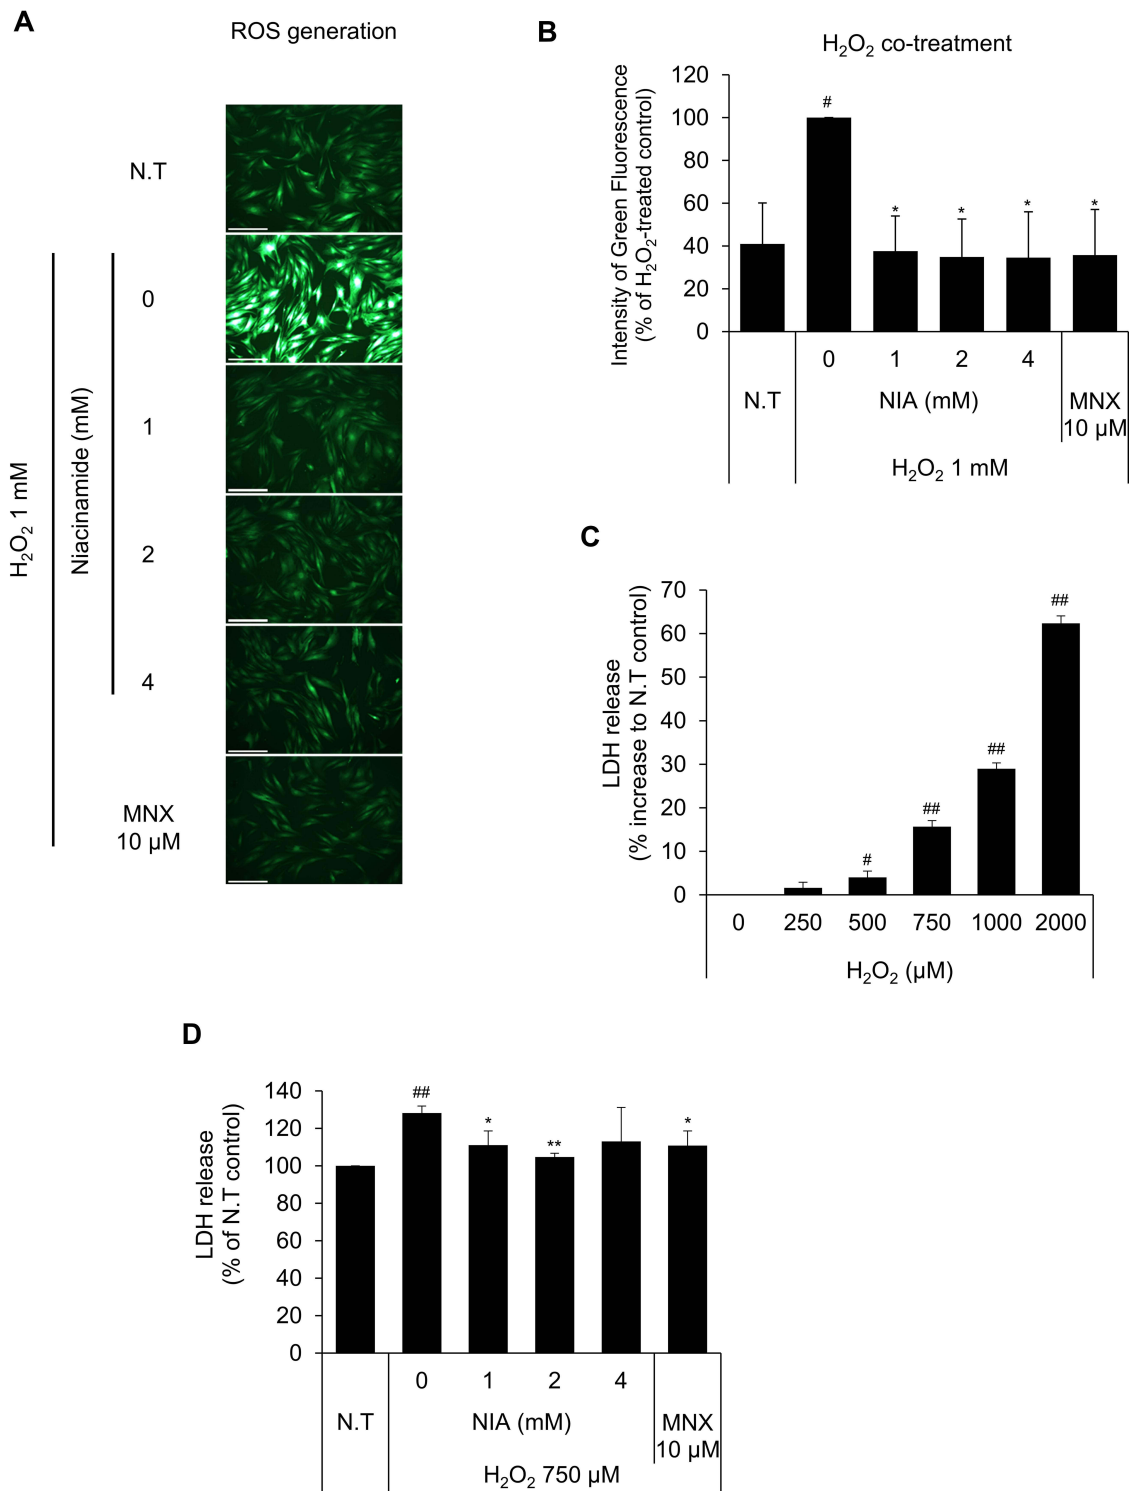 A
ROS generation
N.T
0
1
2
4
MNX
10 µM
Niacinamide (mM)
H₂O₂ 1 mM
B
H₂O₂ co-treatment
Intensity of Green Fluorescence
(% of H₂O₂-treated control)
120
100
80
60
40
20
0
#
*
*
*
*
0 1 2 4
N.T
NIA (mM)
MNX
10 µM
H₂O₂ 1 mM
C
LDH release
(% increase to N.T control)
70
60
50
40
30
20
10
0
#
##
##
##
0 250 500 750 1000 2000
H₂O₂ (µM)
D
LDH release
(% of N.T control)
140
120
100
80
60
40
20
0
##
*
**
*
0 1 2 4
N.T
NIA (mM)
MNX
10 µM
H₂O₂ 750 µM